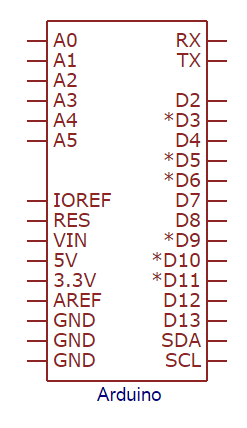 A0 RX
A1 TX
A2
A3 D2
A4 *D3
A5 D4
*D5
*D6
IOREF D7
RES D8
VIN *D9
5V *D10
3.3V *D11
AREF D12
GND D13
GND SDA
GND SCL
Arduino